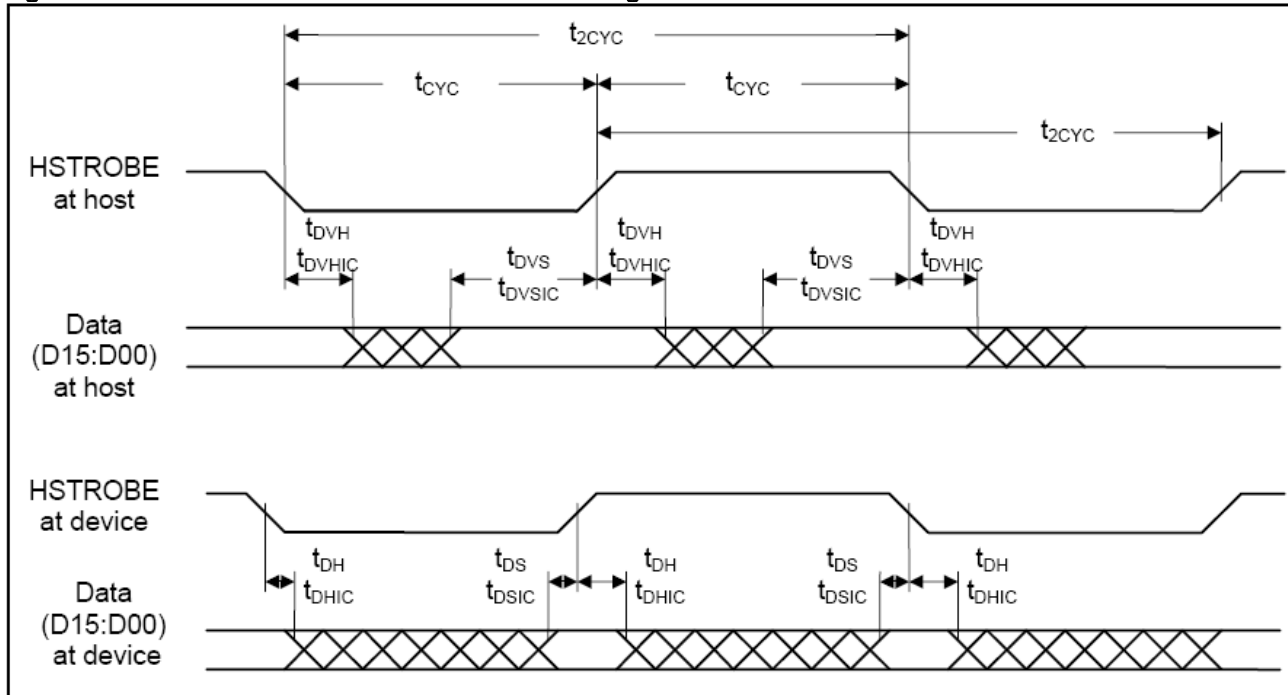 t2CYC
tCYC tCYC
t2CYC
HSTROBE
at host
tDVH tDVH tDVH
tDVHIC tDVS tDVHIC tDVS tDVHIC
tDVSIC tDVSIC
Data
(D15:D00)
at host
HSTROBE
at device
tDH tDS tDH tDS tDH
tDHIC tDSIC tDHIC tDSIC tDHIC
Data
(D15:D00)
at device